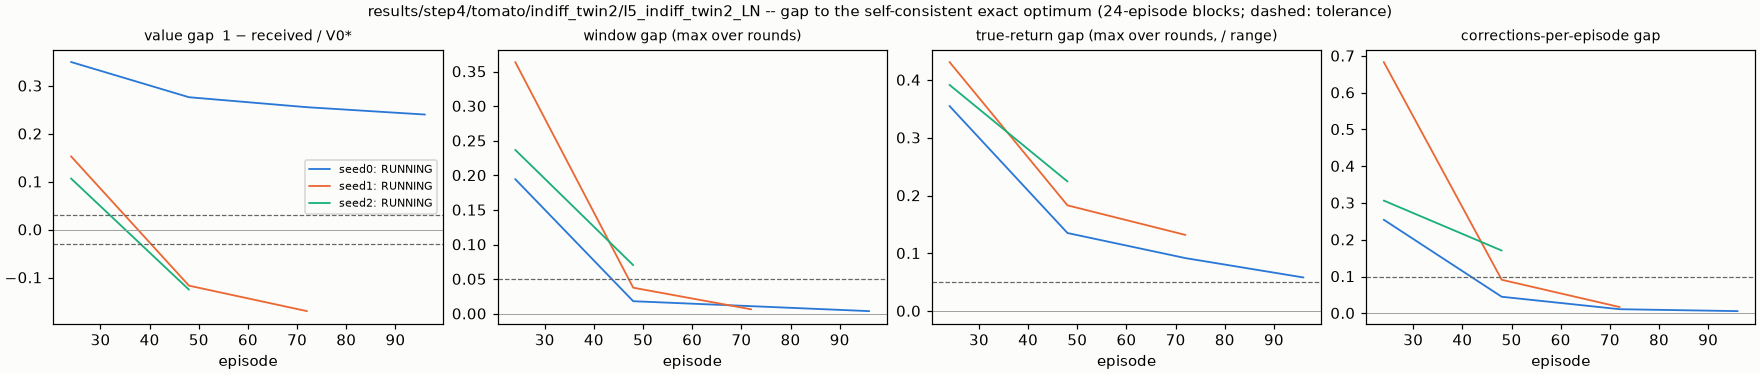 results/step4/tomato/indiff_twin2/l5_indiff_twin2_LN -- gap to the self-consistent exact optimum (24-episode blocks; dashed: tolerance)
value gap 1 − received / V0*
0.3
0.2
0.1
0.0
−0.1
seed0: RUNNING
seed1: RUNNING
seed2: RUNNING
30 40 50 60 70 80 90
episode
window gap (max over rounds)
0.35
0.30
0.25
0.20
0.15
0.10
0.05
0.00
30 40 50 60 70 80 90
episode
true-return gap (max over rounds, / range)
0.4
0.3
0.2
0.1
0.0
30 40 50 60 70 80 90
episode
corrections-per-episode gap
0.7
0.6
0.5
0.4
0.3
0.2
0.1
0.0
30 40 50 60 70 80 90
episode